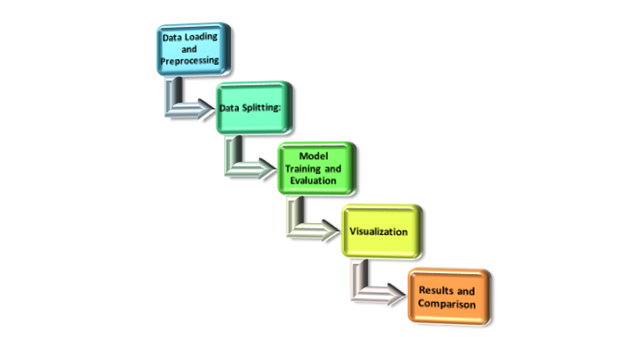 Data Loading
and
Preprocessing
Data Splitting:
Model
Training and
Evaluation
Visualization
Results and
Comparison